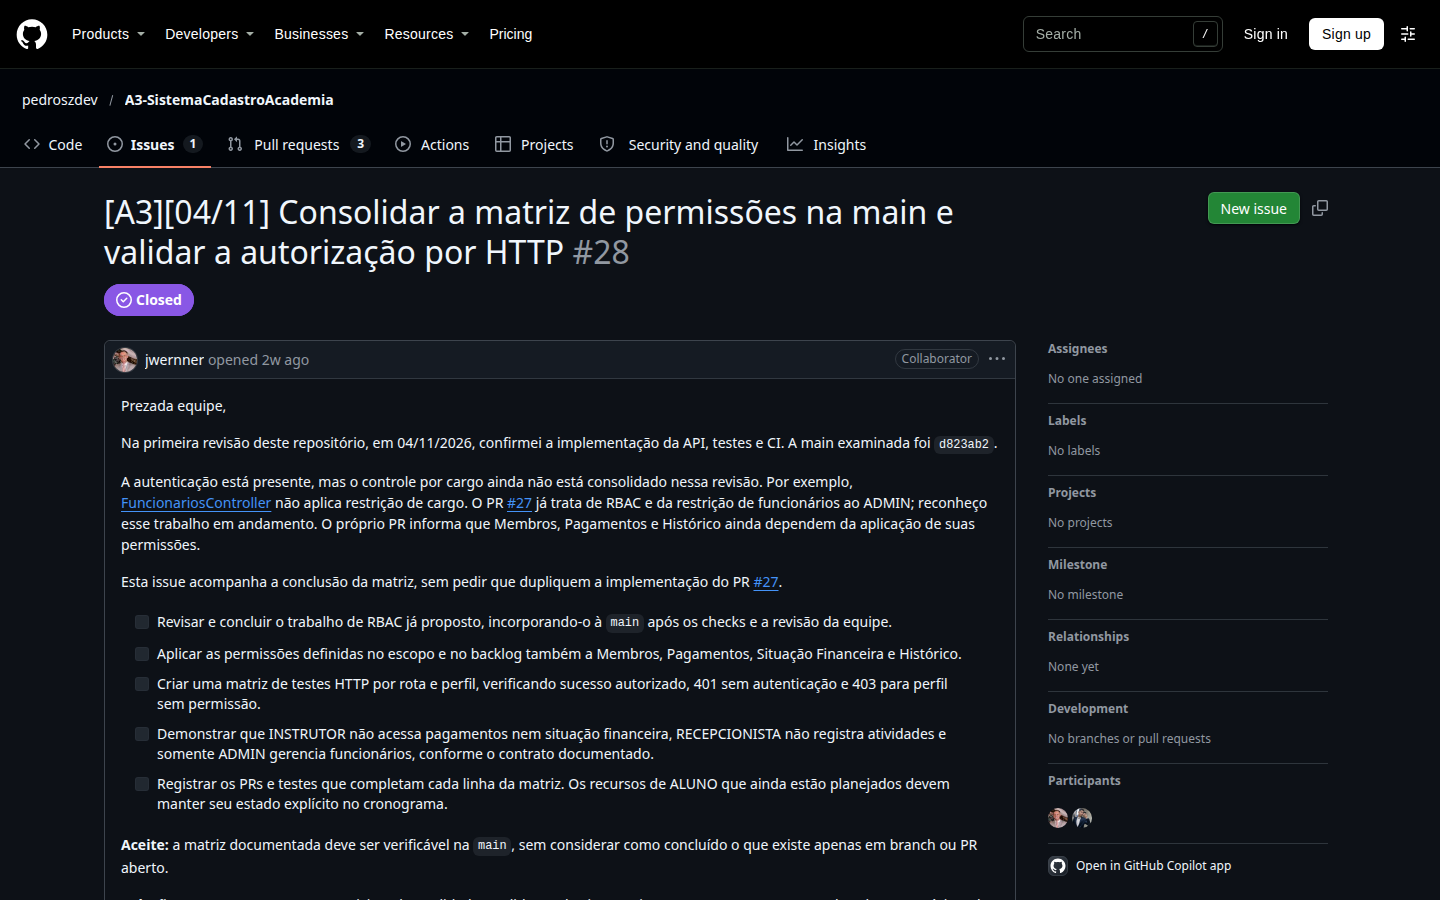 Products Developers Businesses Resources Pricing Search / Sign in Sign up
pedroszdev / A3-SistemaCadastroAcademia
Code Issues 1 Pull requests 3 Actions Projects Security and quality Insights
[A3][04/11] Consolidar a matriz de permissões na main e
validar a autorização por HTTP #28
New issue
Closed
jwernner opened 2w ago Collaborator
Prezada equipe,
Na primeira revisão deste repositório, em 04/11/2026, confirmei a implementação da API, testes e CI. A main examinada foi d823ab2.
A autenticação está presente, mas o controle por cargo ainda não está consolidado nessa revisão. Por exemplo,
FuncionariosController não aplica restrição de cargo. O PR #27 já trata de RBAC e da restrição de funcionários ao ADMIN; reconheço
esse trabalho em andamento. O próprio PR informa que Membros, Pagamentos e Histórico ainda dependem da aplicação de suas
permissões.
Esta issue acompanha a conclusão da matriz, sem pedir que dupliquem a implementação do PR #27.
Revisar e concluir o trabalho de RBAC já proposto, incorporando-o à main após os checks e a revisão da equipe.
Aplicar as permissões definidas no escopo e no backlog também a Membros, Pagamentos, Situação Financeira e Histórico.
Criar uma matriz de testes HTTP por rota e perfil, verificando sucesso autorizado, 401 sem autenticação e 403 para perfil
sem permissão.
Demonstrar que INSTRUTOR não acessa pagamentos nem situação financeira, RECEPCIONISTA não registra atividades e
somente ADMIN gerencia funcionários, conforme o contrato documentado.
Registrar os PRs e testes que completam cada linha da matriz. Os recursos de ALUNO que ainda estão planejados devem
manter seu estado explícito no cronograma.
Aceite: a matriz documentada deve ser verificável na main, sem considerar como concluído o que existe apenas em branch ou PR
aberto.
Assignees
No one assigned
Labels
No labels
Projects
No projects
Milestone
No milestone
Relationships
None yet
Development
No branches or pull requests
Participants
Open in GitHub Copilot app